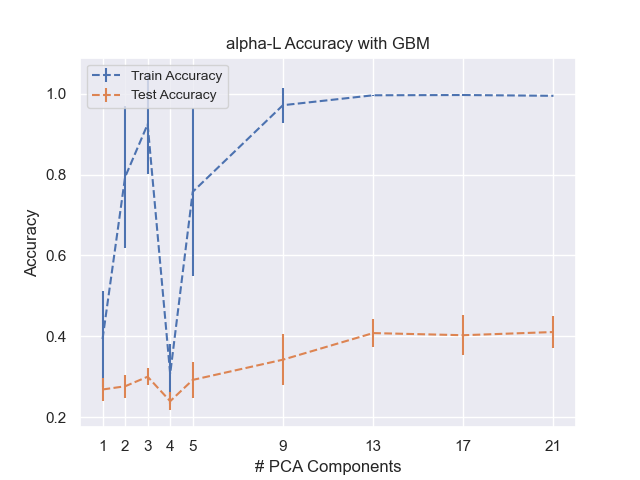 alpha-L Accuracy with GBM
Train Accuracy
Test Accuracy
1.0
0.8
0.6
0.4
0.2
Accuracy
1 2 3 4 5 9 13 17 21
# PCA Components